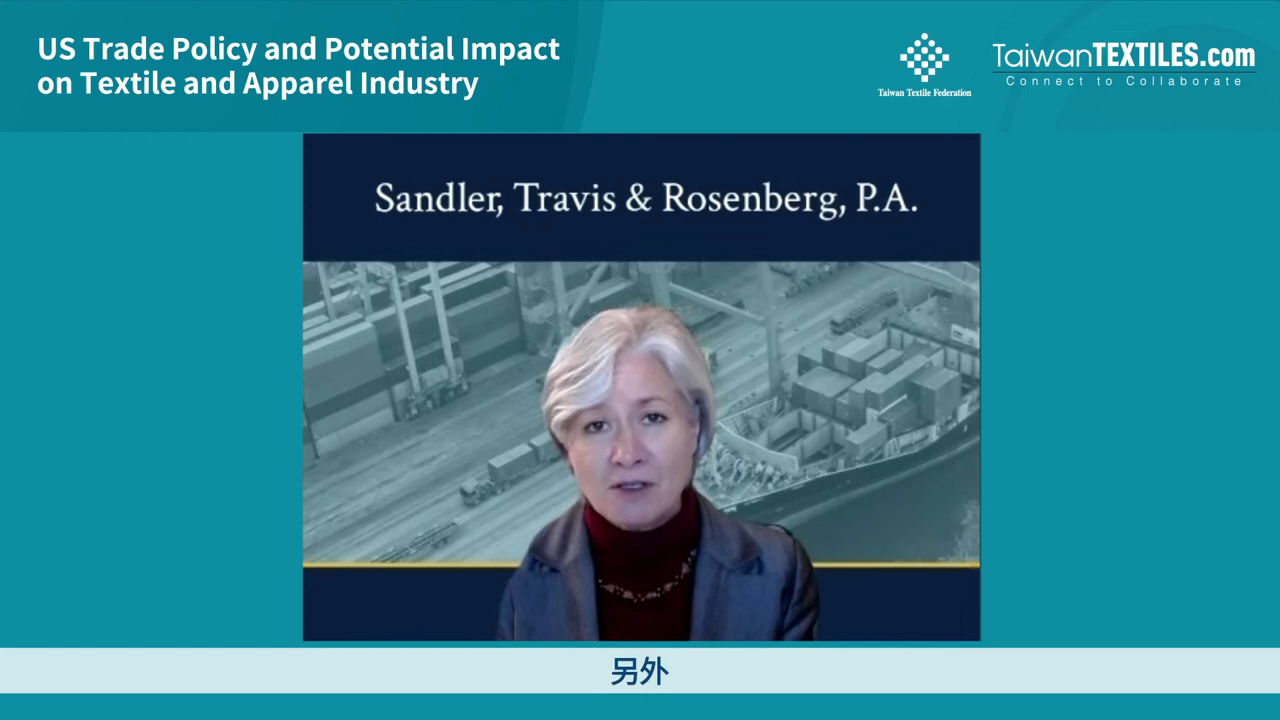 US Trade Policy and Potential Impact
on Textile and Apparel Industry
Taiwan Textile Federation
TaiwanTEXTILES.com
Connect to Collaborate
Sandler, Travis & Rosenberg, P.A.
另外